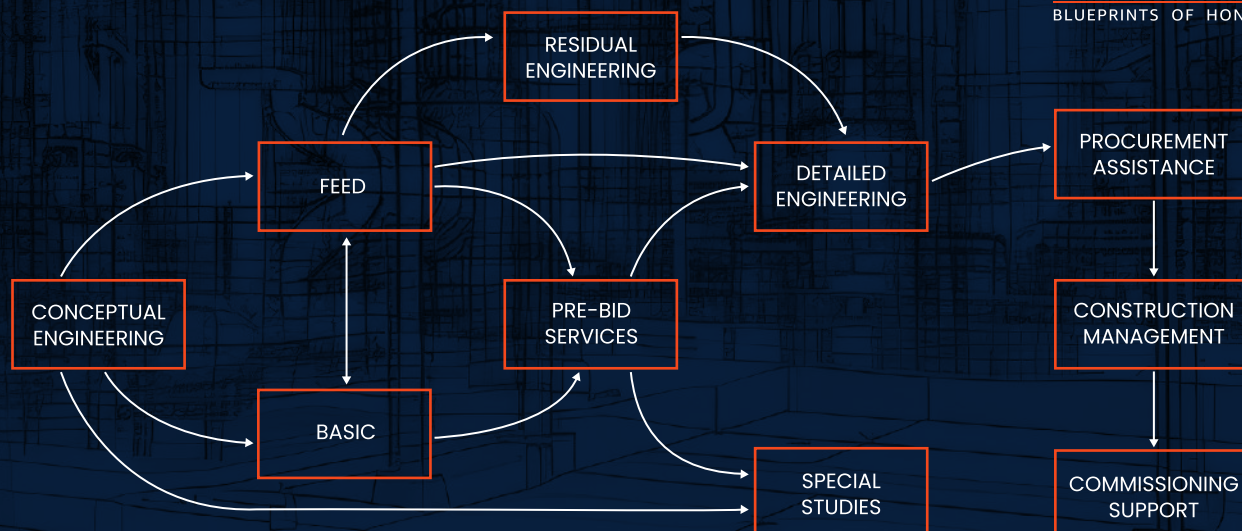 BLUEPRINTS OF
RESIDUAL
ENGINEERING
FEED
DETAILED
ENGINEERING
PROCUREMENT
ASSISTANCE
CONCEPTUAL
ENGINEERING
PRE-BID
SERVICES
CONSTRUCTION
MANAGEMENT
BASIC
SPECIAL
STUDIES
COMMISSIONING
SUPPORT